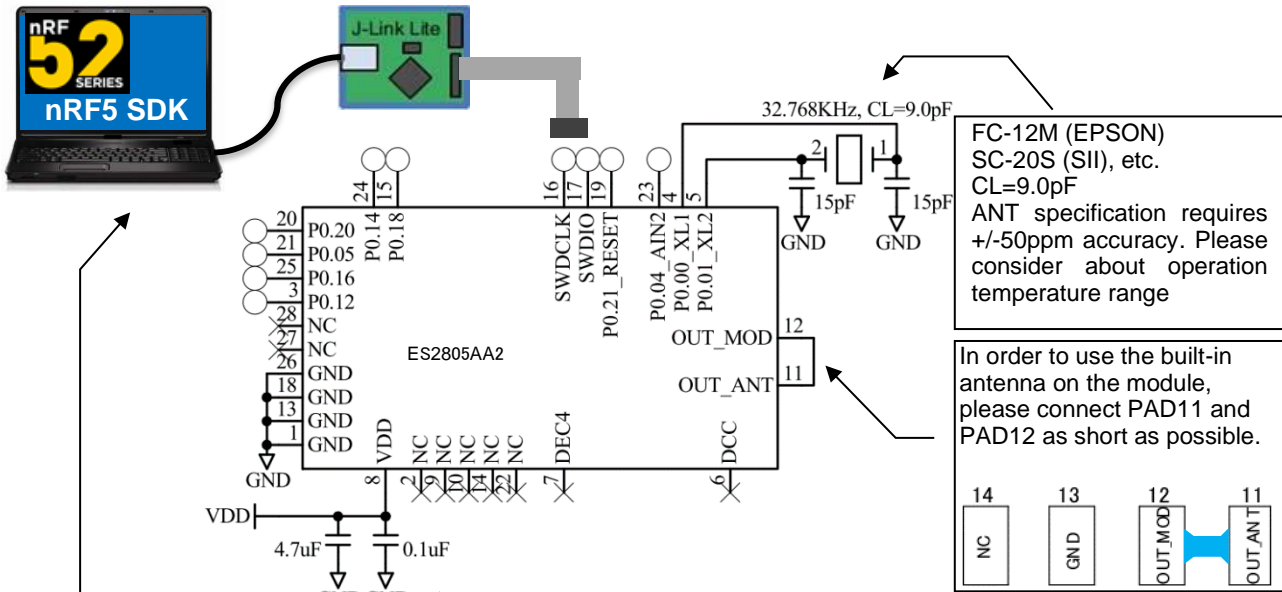 nRF
52
SERIES
nRF5 SDK
J-Link Lite
32.768KHz, CL=9.0pF
2
1
15pF
15pF
GND
GND
FC-12M (EPSON)
SC-20S (SII), etc.
CL=9.0pF
ANT specification requires
+/-50ppm accuracy. Please
consider about operation
temperature range
24
15
16
17
19
23
4
5
P0.14
P0.18
SWDCLK
SWDIO
P0.21_RESET
P0.04_AIN2
P0.00_XL1
P0.01_XL2
20 P0.20
21 P0.05
25 P0.16
3 P0.12
28 NC
27 NC
26 GND
18 GND
13 GND
1 GND
GND
ES2805AA2
OUT_MOD 12
OUT_ANT 11
VDD
NC
NC
NC
NC
NC
DEC4
DCC
8
2
9
10
14
22
7
6
VDD
4.7uF
0.1uF
GND
GND
In order to use the built-in
antenna on the module,
please connect PAD11 and
PAD12 as short as possible.
14
13
12
11
NC
GND
OUT_MOD
OUT_ANT